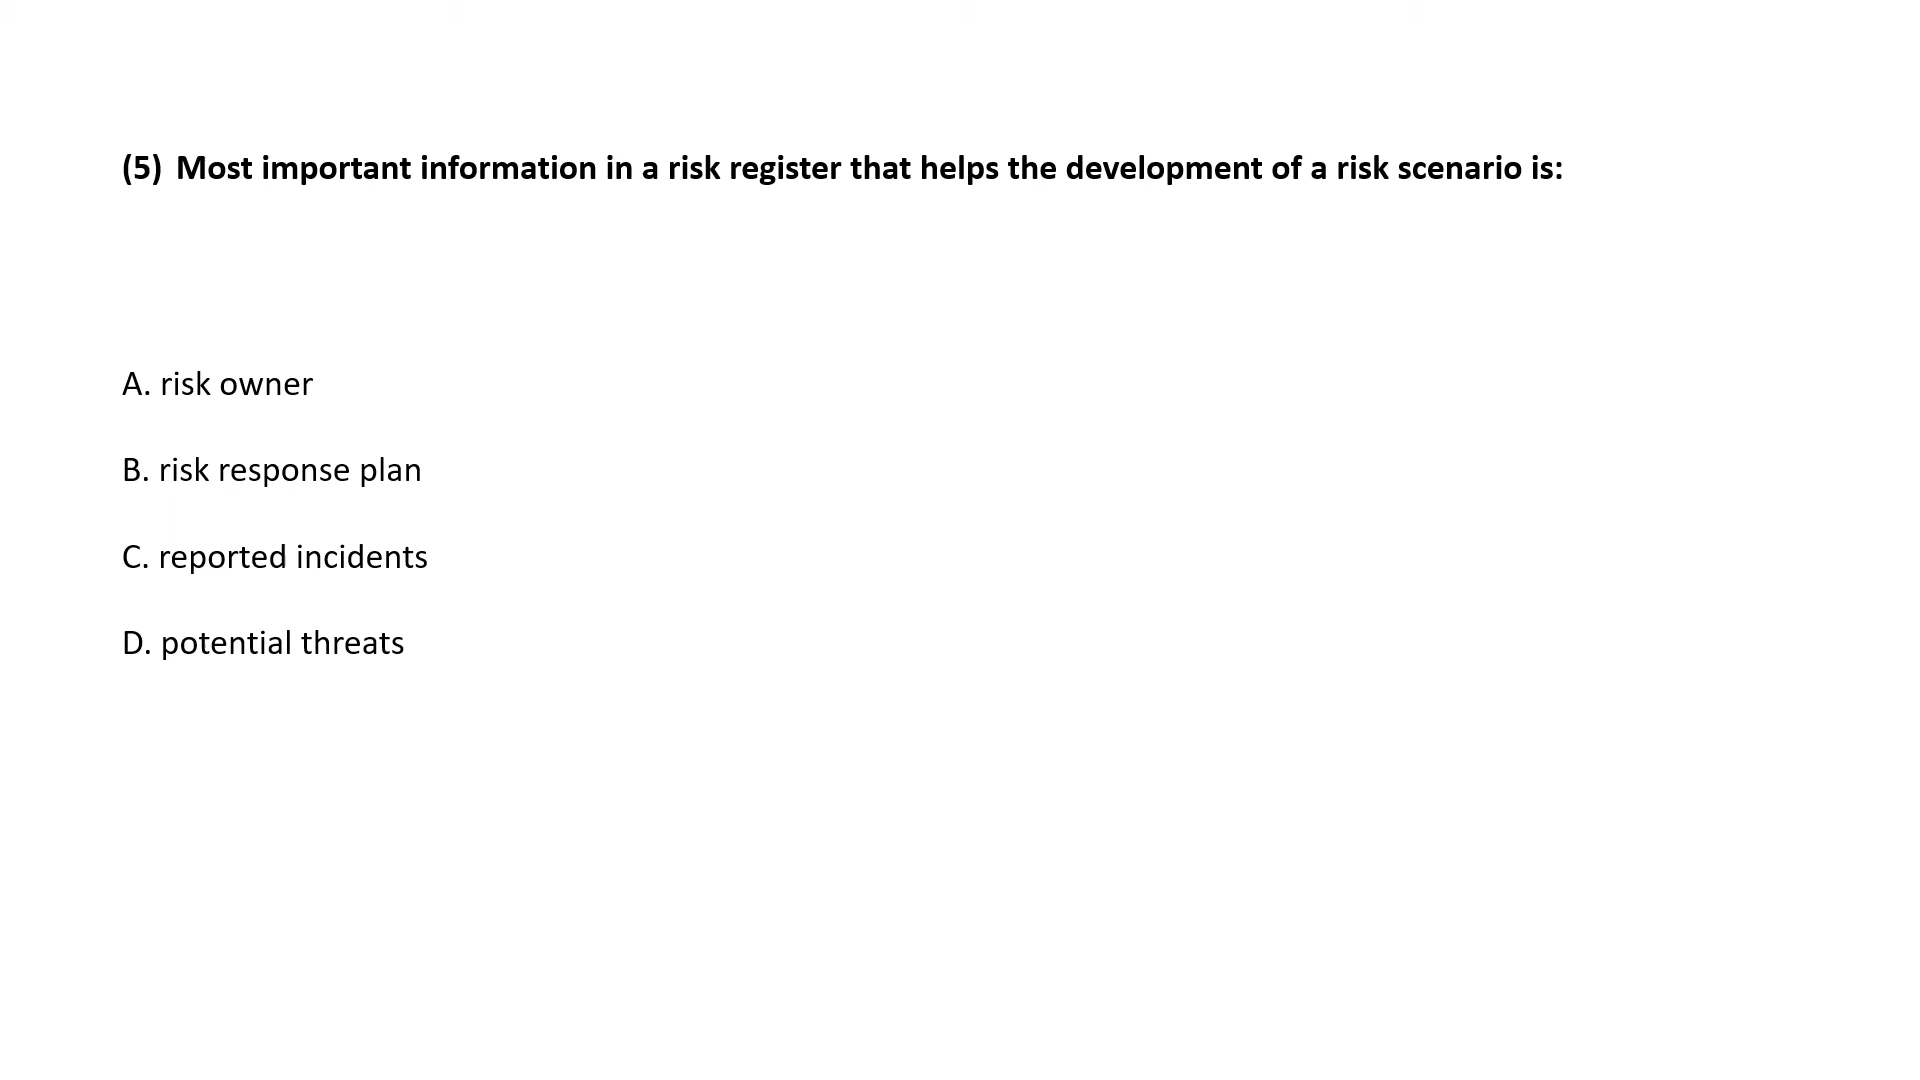 (5) Most important information in a risk register that helps the development of a risk scenario is:
A. risk owner
B. risk response plan
C. reported incidents
D. potential threats